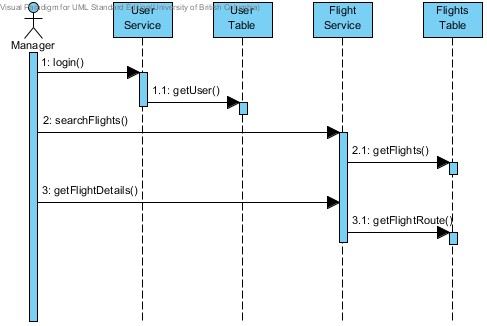 Visual Paradigm for UML Standard Edition(University of British Columbia)
User
Service
User
Table
Flight
Service
Flights
Table
Manager
1: login()
1.1: getUser()
2: searchFlights()
2.1: getFlights()
3: getFlightDetails()
3.1: getFlightRoute()